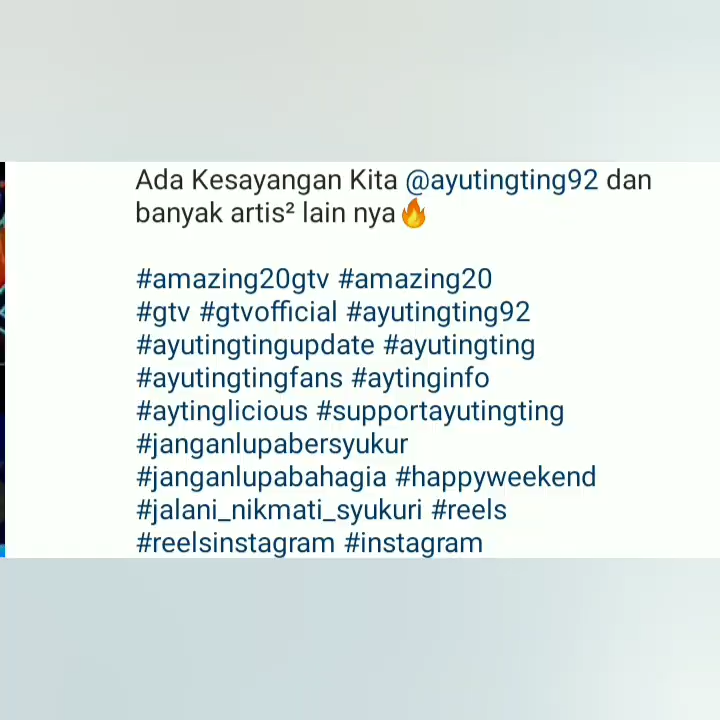 Ada Kesayangan Kita @ayutingting92 dan
banyak artis² lain nya🔥
#amazing20gtv #amazing20
#gtv #gtvofficial #ayutingting92
#ayutingtingupdate #ayutingting
#ayutingtingfans #aytinginfo
#aytinglicious #supportayutingting
#janganlupabersyukur
#janganlupabahagia #happyweekend
#jalani_nikmati_syukuri #reels
#reelsinstagram #instagram